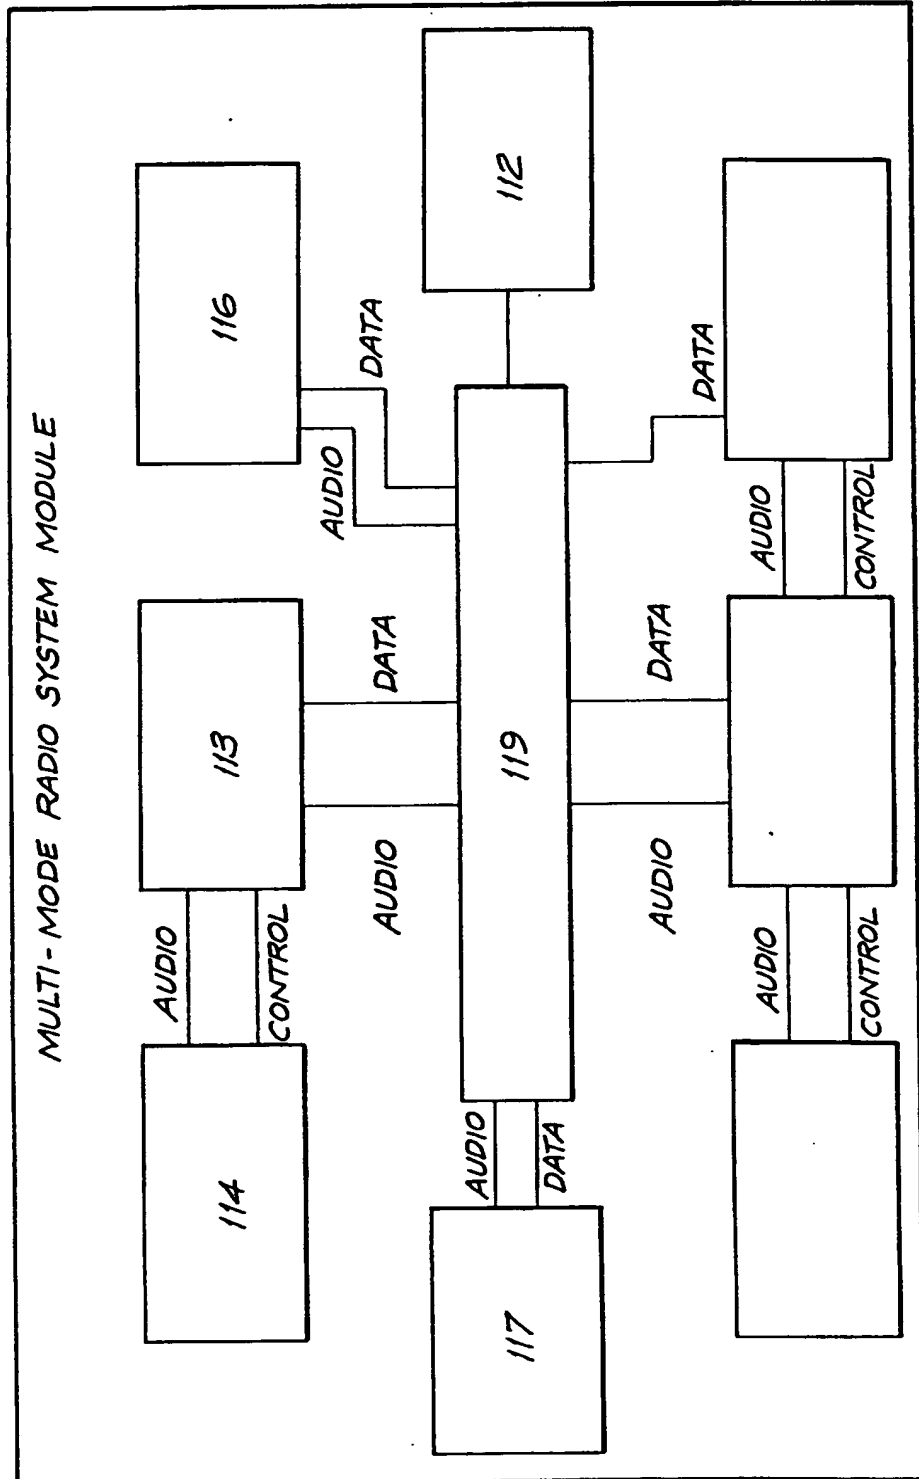 MULTI-MODE RADIO SYSTEM MODULE
114
AUDIO
CONTROL
113
116
AUDIO
DATA
AUDIO
DATA
117
AUDIO
DATA
119
112
AUDIO
DATA
DATA
AUDIO
CONTROL
AUDIO
CONTROL